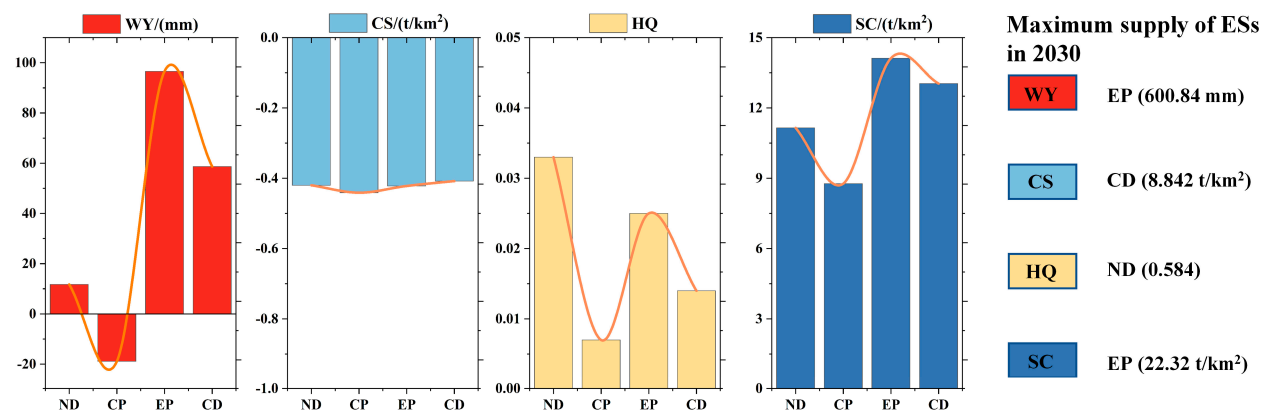 WY/(mm)
CS/(t/km²)
HQ
SC/(t/km²)
100
80
60
40
20
0
-20
ND CP EP CD
0.0
-0.2
-0.4
-0.6
-0.8
-1.0
ND CP EP CD
0.05
0.04
0.03
0.02
0.01
0.00
ND CP EP CD
15
12
9
6
3
0
ND CP EP CD
Maximum supply of ESs
in 2030
WY EP (600.84 mm)
CS CD (8.842 t/km²)
HQ ND (0.584)
SC EP (22.32 t/km²)